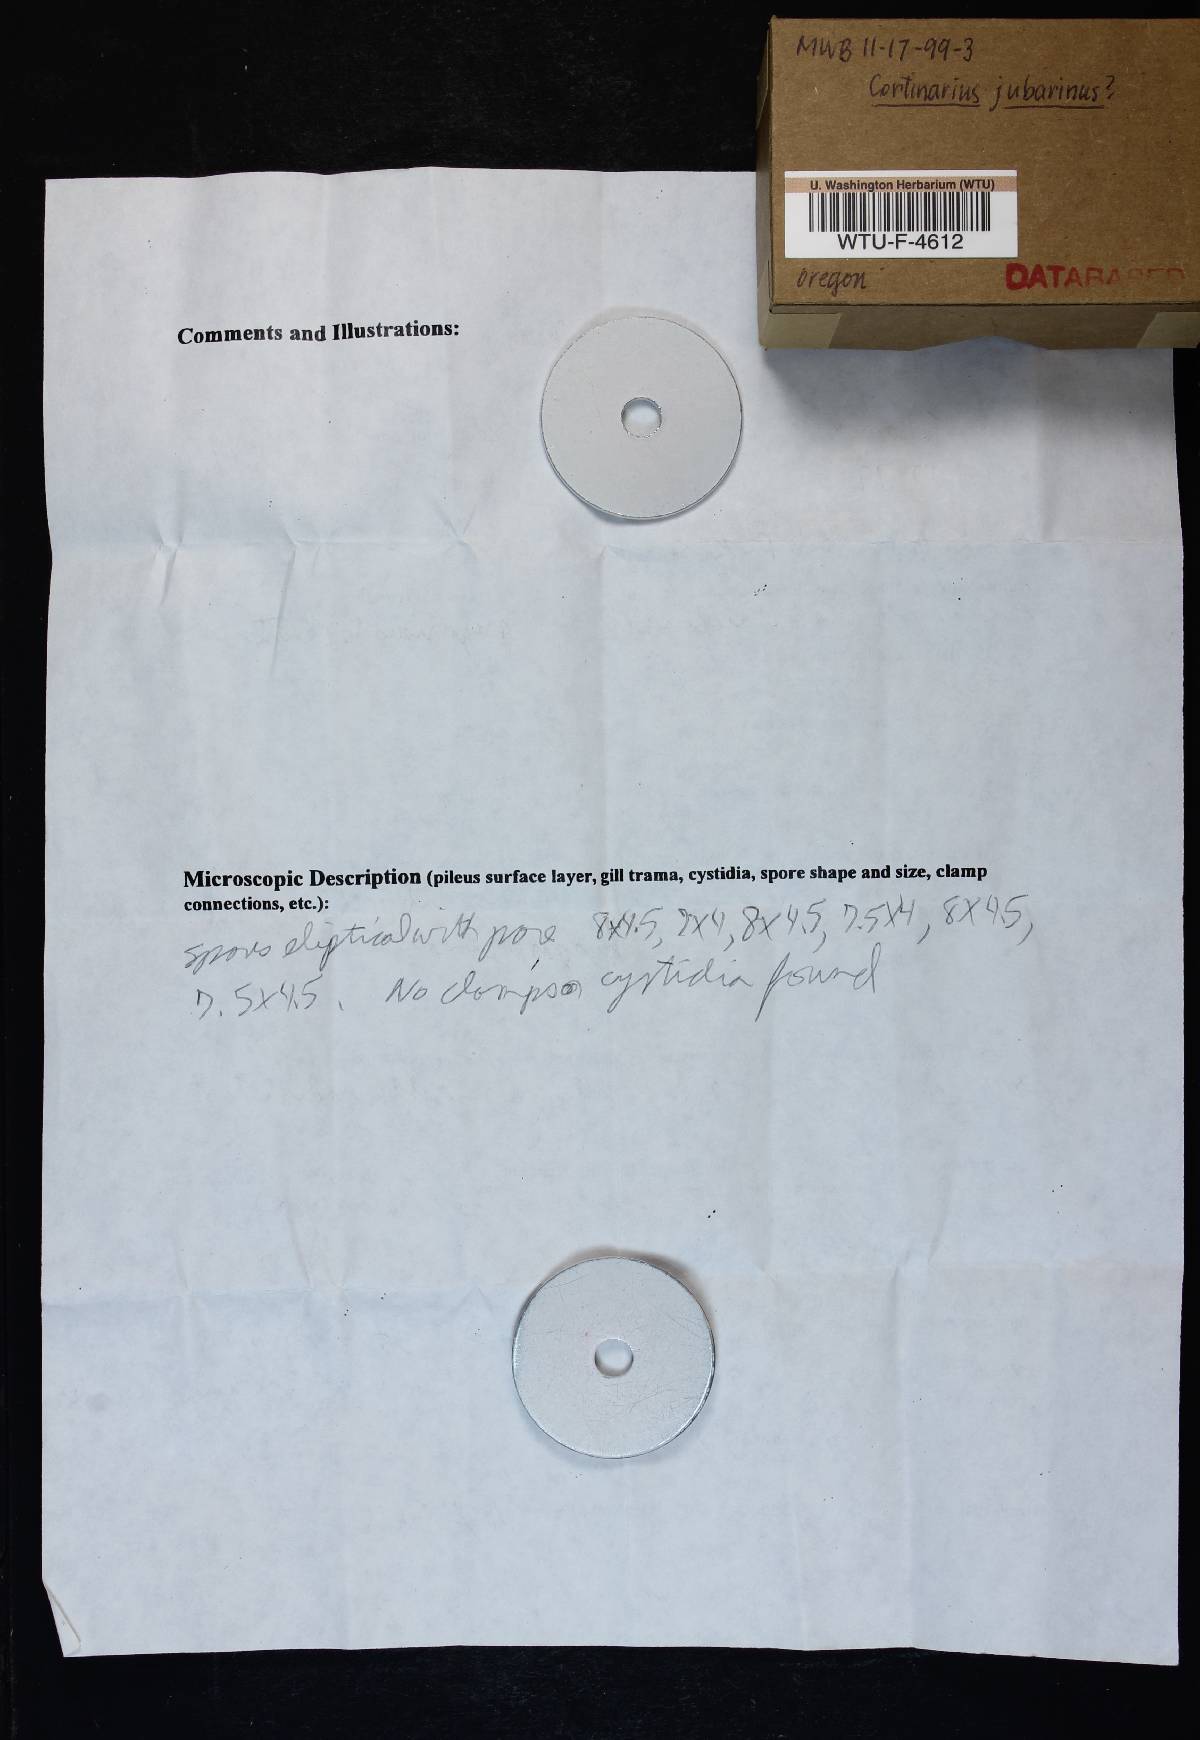 MWB 11-17-99-3
Cortinarius jubarinus?
U. Washington Herbarium (WTU)
WTU-F-4612
Oregon
DATABASED
Comments and Illustrations:
Microscopic Description (pileus surface layer, gill trama, cystidia, spore shape and size, clamp
connections, etc.):
spores eliptical with pore 8x4.5, 7x4, 8x4.5, 7.5x4, 8x4.5,
7.5x4.5. No clamps or cystidia found